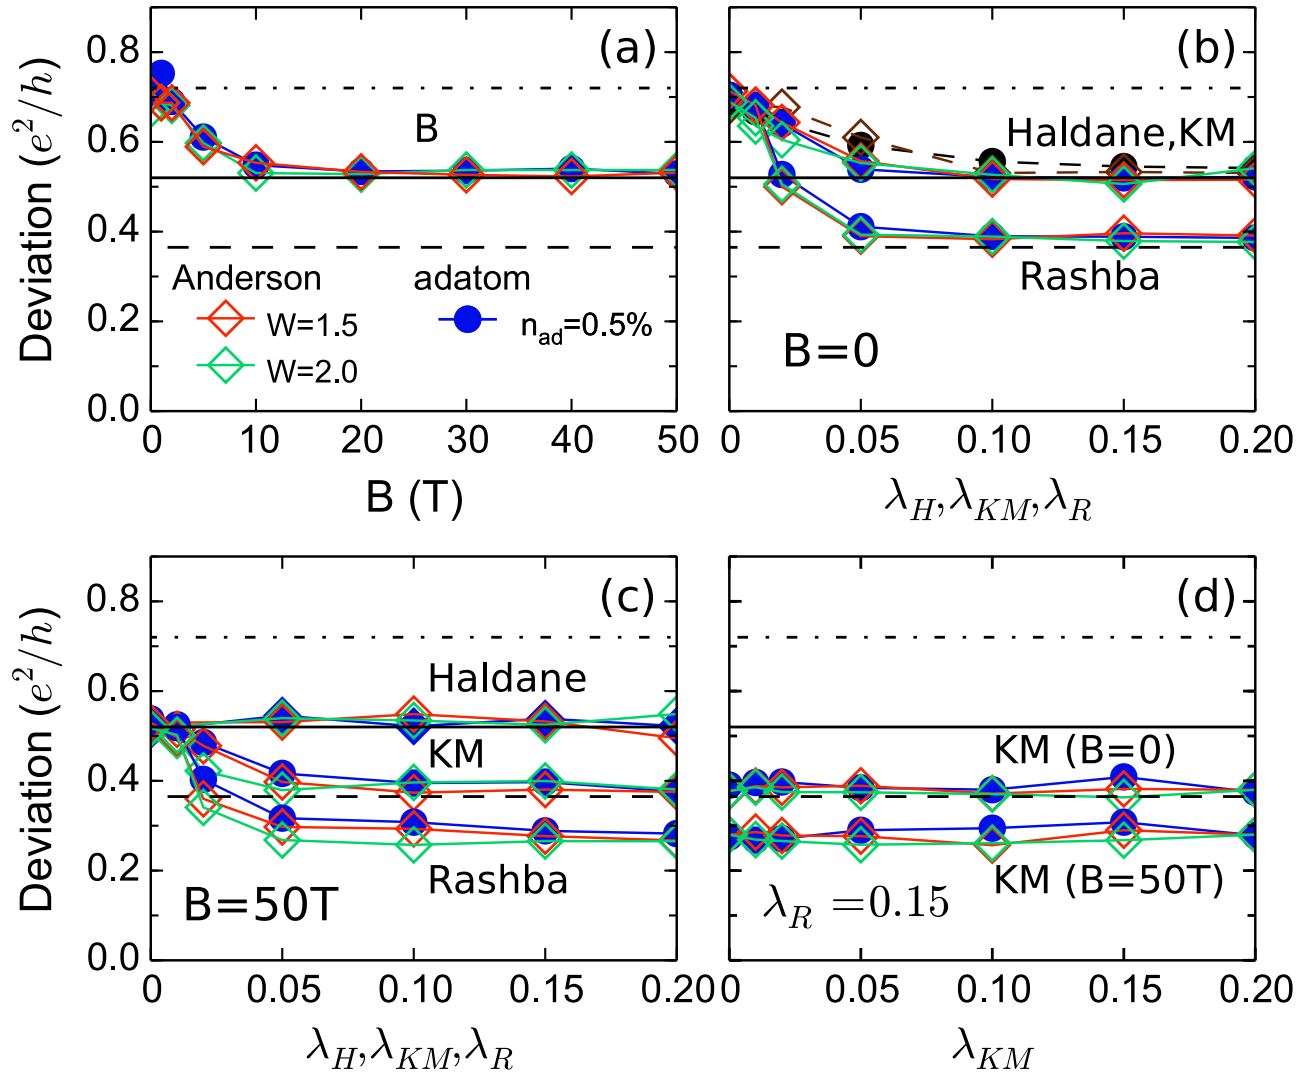 (a)
Deviation (e²/h)
0.8
0.6
0.4
0.2
0.0
B
Anderson
W=1.5
W=2.0
adatom
n_ad=0.5%
0 10 20 30 40 50
B (T)
(b)
Haldane,KM
Rashba
B=0
0 0.05 0.10 0.15 0.20
λ_H, λ_KM, λ_R
(c)
Deviation (e²/h)
0.8
0.6
0.4
0.2
0.0
Haldane
KM
Rashba
B=50T
0 0.05 0.10 0.15 0.20
λ_H, λ_KM, λ_R
(d)
KM (B=0)
KM (B=50T)
λ_R =0.15
0 0.05 0.10 0.15 0.20
λ_KM